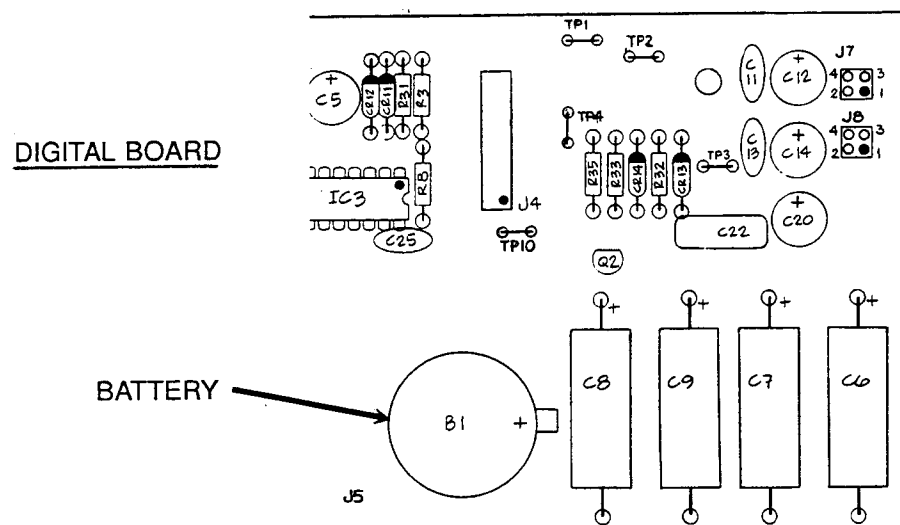 TP1
TP2
J7
+
C5
CR12
CR11
R31
R3
C
11
+
C12
4 3
2 1
J8
TP4
DIGITAL BOARD
C
13
+
C14
4 3
2 1
R8
IC3
R35
R33
CR14
R32
CR13
TP3
J4
C25
TP10
+
C20
C22
Q2
+
+
+
+
C8
C9
C7
C6
BATTERY
B1 +
J5